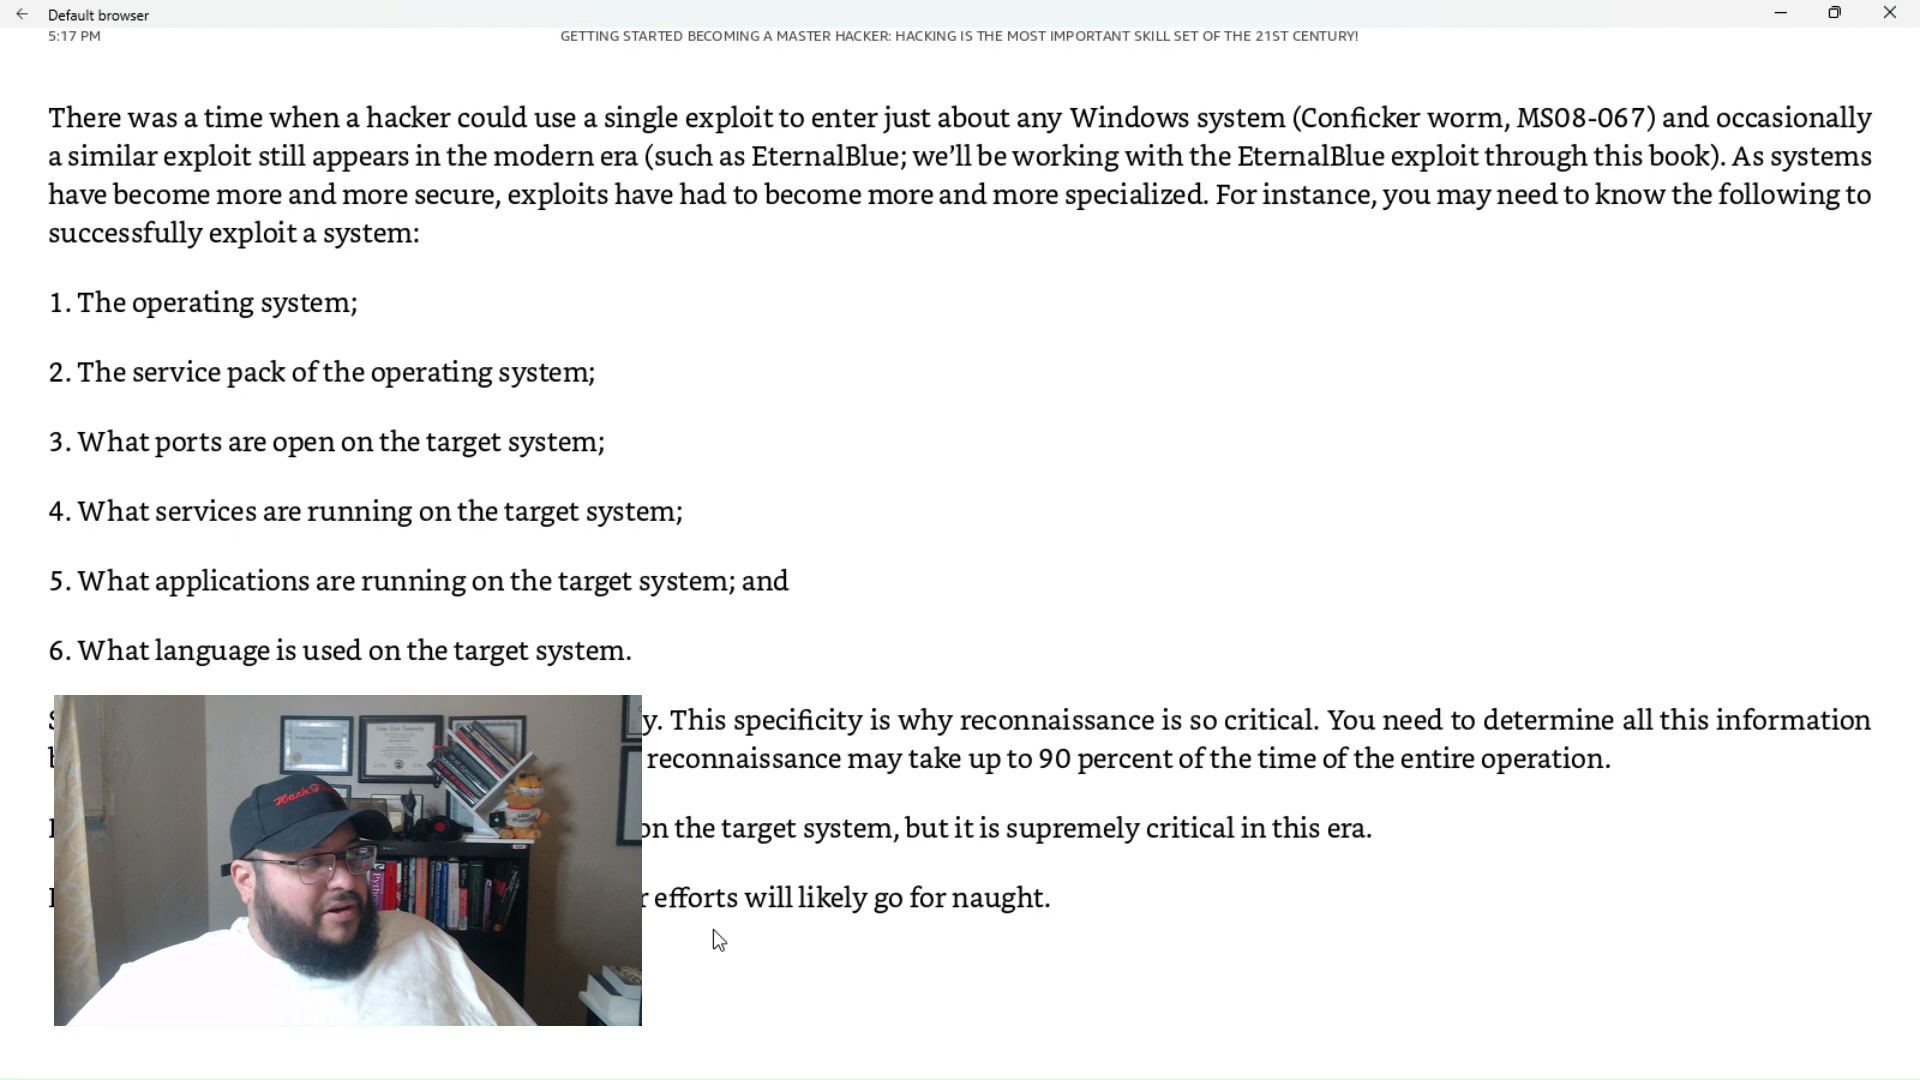 Default browser
5:17 PM
GETTING STARTED BECOMING A MASTER HACKER: HACKING IS THE MOST IMPORTANT SKILL SET OF THE 21ST CENTURY!
There was a time when a hacker could use a single exploit to enter just about any Windows system (Conficker worm, MS08-067) and occasionally
a similar exploit still appears in the modern era (such as EternalBlue; we’ll be working with the EternalBlue exploit through this book). As systems
have become more and more secure, exploits have had to become more and more specialized. For instance, you may need to know the following to
successfully exploit a system:
1. The operating system;
2. The service pack of the operating system;
3. What ports are open on the target system;
4. What services are running on the target system;
5. What applications are running on the target system; and
6. What language is used on the target system.
This specificity is why reconnaissance is so critical. You need to determine all this information
reconnaissance may take up to 90 percent of the time of the entire operation.
on the target system, but it is supremely critical in this era.
efforts will likely go for naught.
Python